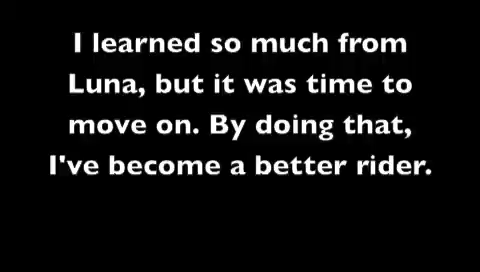 I learned so much from
Luna, but it was time to
move on. By doing that,
I've become a better rider.